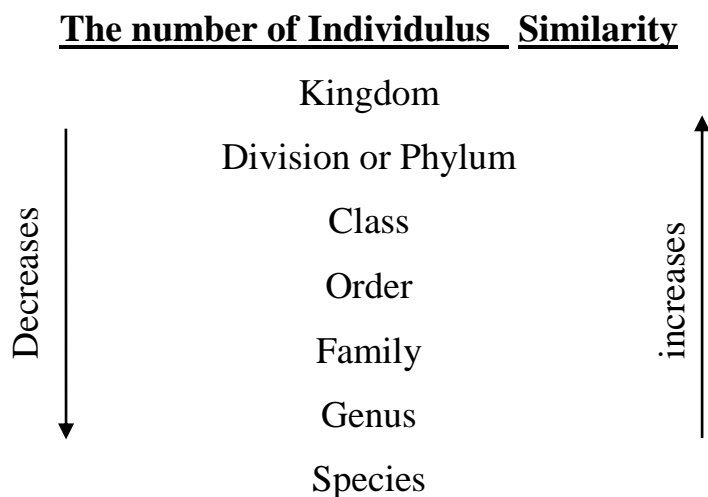 The number of Individulus Similarity
Kingdom
Division or Phylum
Class
Order
Family
Genus
Species
Decreases
increases